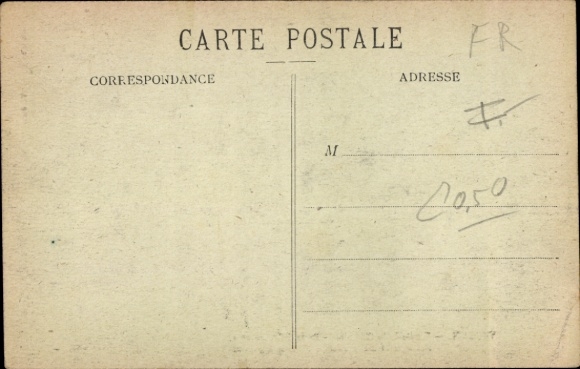 CARTE POSTALE
FR
CORRESPONDANCE
ADRESSE
M
0,50